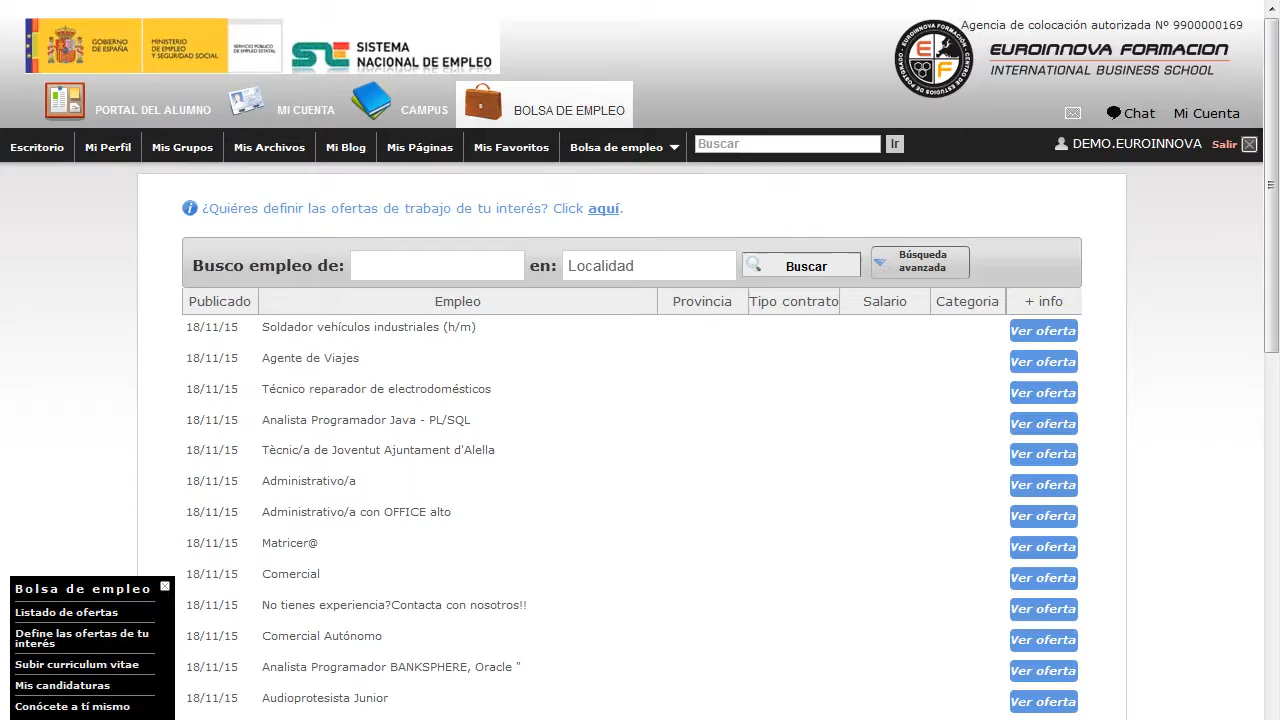 GOBIERNO DE ESPAÑA
MINISTERIO DE EMPLEO Y SEGURIDAD SOCIAL
SERVICIO PÚBLICO DE EMPLEO ESTATAL
SISTEMA NACIONAL DE EMPLEO
Agencia de colocación autorizada Nº 9900000169
EUROINNOVA FORMACION
INTERNATIONAL BUSINESS SCHOOL
PORTAL DEL ALUMNO
MI CUENTA
CAMPUS
BOLSA DE EMPLEO
Chat
Mi Cuenta
Escritorio
Mi Perfil
Mis Grupos
Mis Archivos
Mi Blog
Mis Páginas
Mis Favoritos
Bolsa de empleo
Buscar
Ir
DEMO.EUROINNOVA
Salir
¿Quiéres definir las ofertas de trabajo de tu interés? Click aquí.
Busco empleo de:
en:
Localidad
Buscar
Búsqueda avanzada
Publicado Empleo Provincia Tipo contrato Salario Categoria + info
18/11/15 Soldador vehículos industriales (h/m) Ver oferta
18/11/15 Agente de Viajes Ver oferta
18/11/15 Técnico reparador de electrodomésticos Ver oferta
18/11/15 Analista Programador Java - PL/SQL Ver oferta
18/11/15 Tècnic/a de Joventut Ajuntament d'Alella Ver oferta
18/11/15 Administrativo/a Ver oferta
18/11/15 Administrativo/a con OFFICE alto Ver oferta
18/11/15 Matricer@ Ver oferta
18/11/15 Comercial Ver oferta
18/11/15 No tienes experiencia?Contacta con nosotros!! Ver oferta
18/11/15 Comercial Autónomo Ver oferta
18/11/15 Analista Programador BANKSPHERE, Oracle " Ver oferta
18/11/15 Audioprotesista Junior Ver oferta
Bolsa de empleo
Listado de ofertas
Define las ofertas de tu
interés
Subir curriculum vitae
Mis candidaturas
Conócete a tí mismo